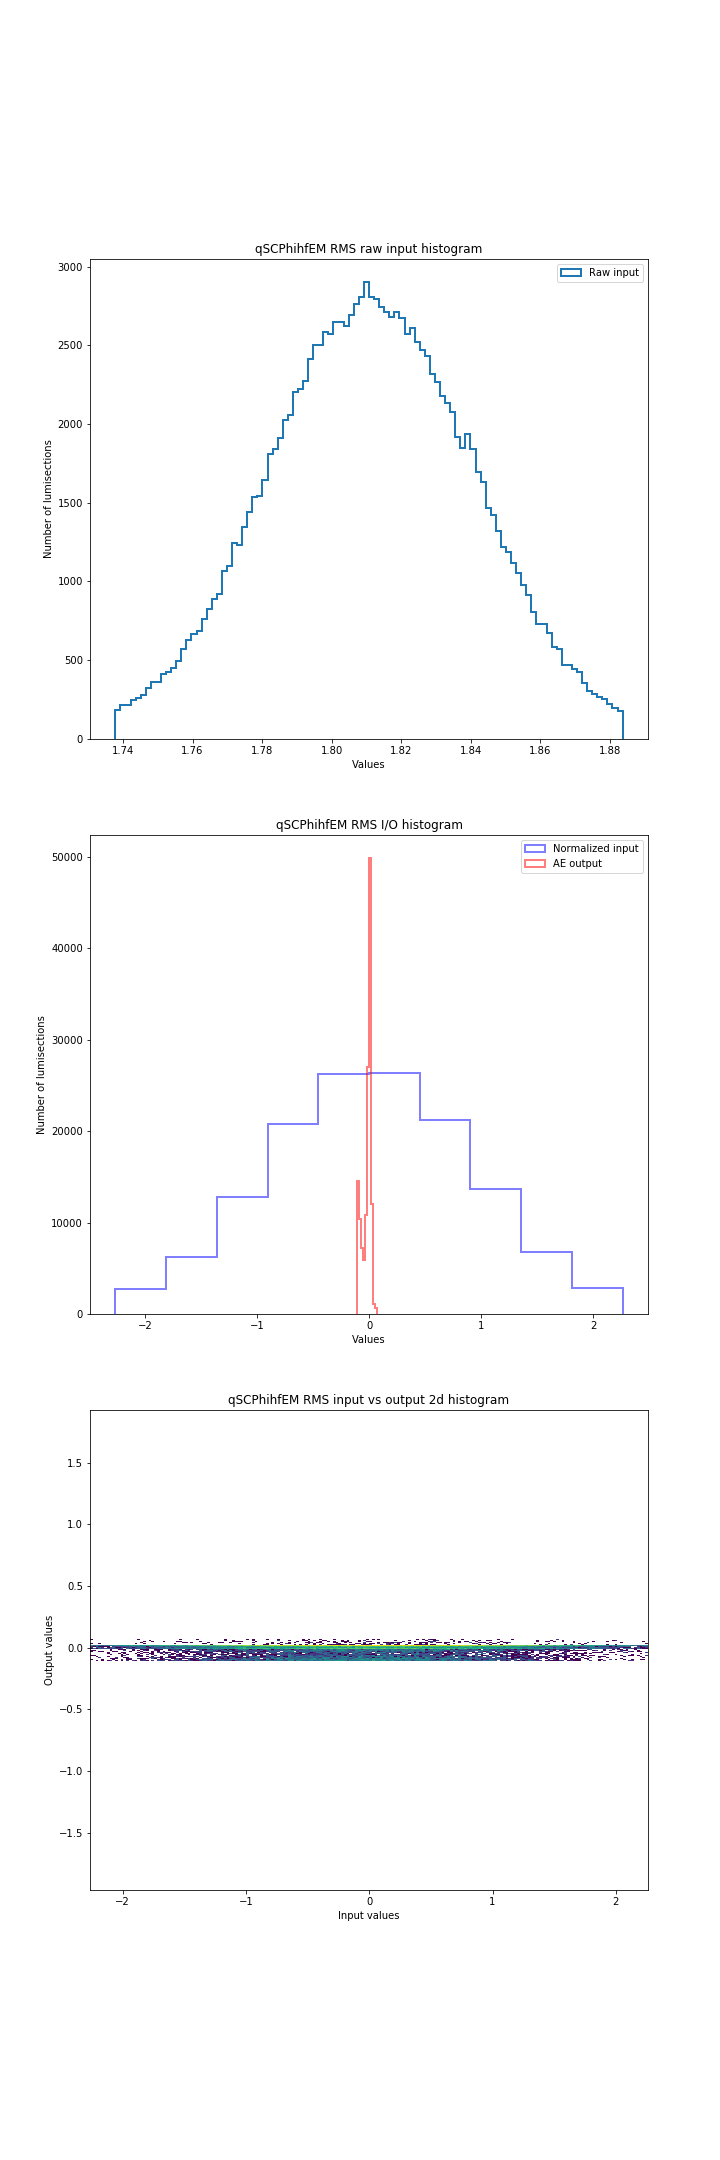 qSCPhihfEM RMS raw input histogram
3000
2500
2000
1500
1000
500
0
Number of lumisections
Raw input
1.74 1.76 1.78 1.80 1.82 1.84 1.86 1.88
Values
qSCPhihfEM RMS I/O histogram
50000
40000
30000
20000
10000
0
Number of lumisections
Normalized input
AE output
−2 −1 0 1 2
Values
qSCPhihfEM RMS input vs output 2d histogram
1.5
1.0
0.5
0.0
−0.5
−1.0
−1.5
Output values
−2 −1 0 1 2
Input values